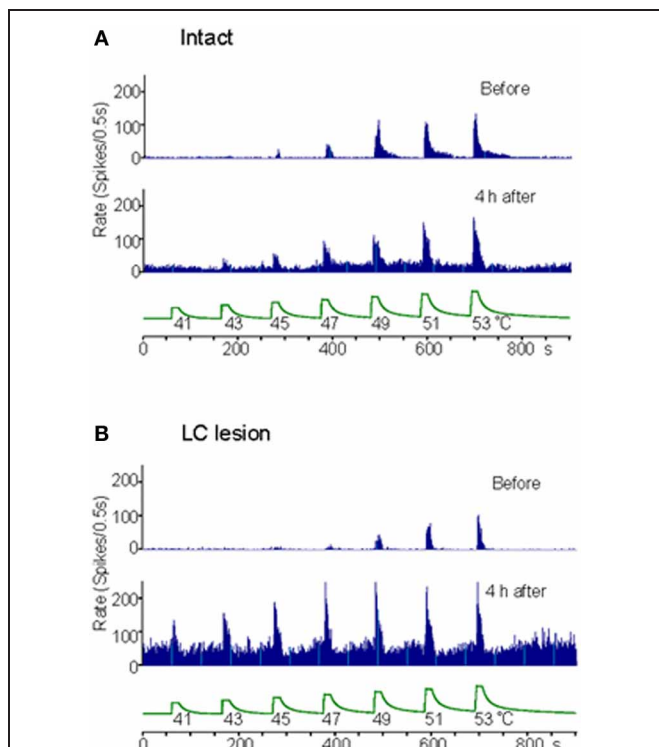 A Intact
Before
200
100
0
4 h after
200
100
0
Rate (Spikes/0.5s)
41 43 45 47 49 51 53 °C
0 200 400 600 800 s
B LC lesion
Before
200
100
0
4 h after
200
100
0
Rate (Spikes/0.5s)
41 43 45 47 49 51 53 °C
0 200 400 600 800 s